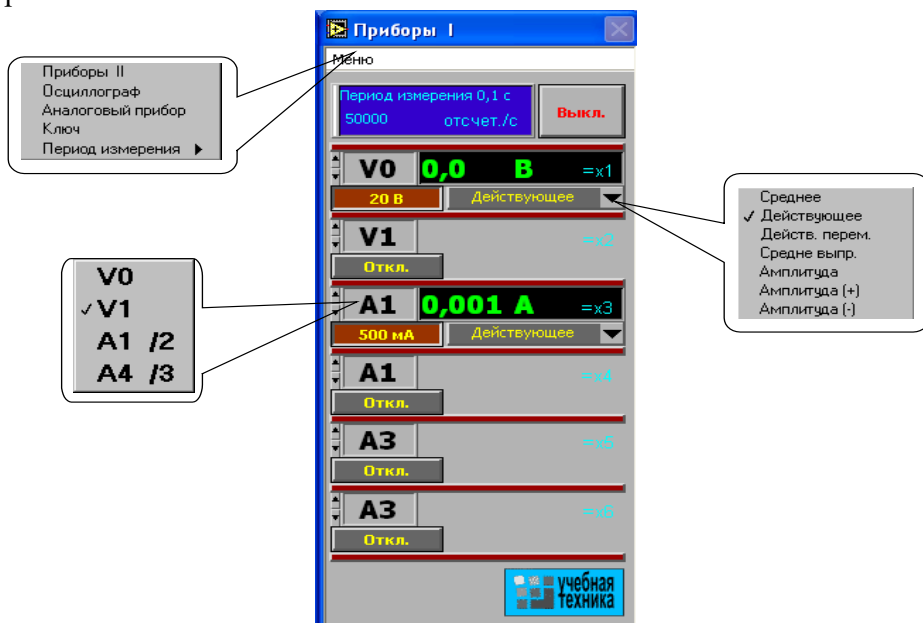 Приборы I
Меню
Приборы II
Осциллограф
Аналоговый прибор
Ключ
Период измерения
Период измерения 0,1 с
50000 отсчет./с
Выкл.
V0 0,0 В =x1
20 В Действующее
V1 =x2
Откл.
A1 0,001 А =x3
500 мА Действующее
A1 =x4
Откл.
A3 =x5
Откл.
A3 =x6
Откл.
учебная
техника
V0
✓ V1
A1 /2
A4 /3
Среднее
✓ Действующее
Действ. перем.
Средне выпр.
Амплитуда
Амплитуда (+)
Амплитуда (-)